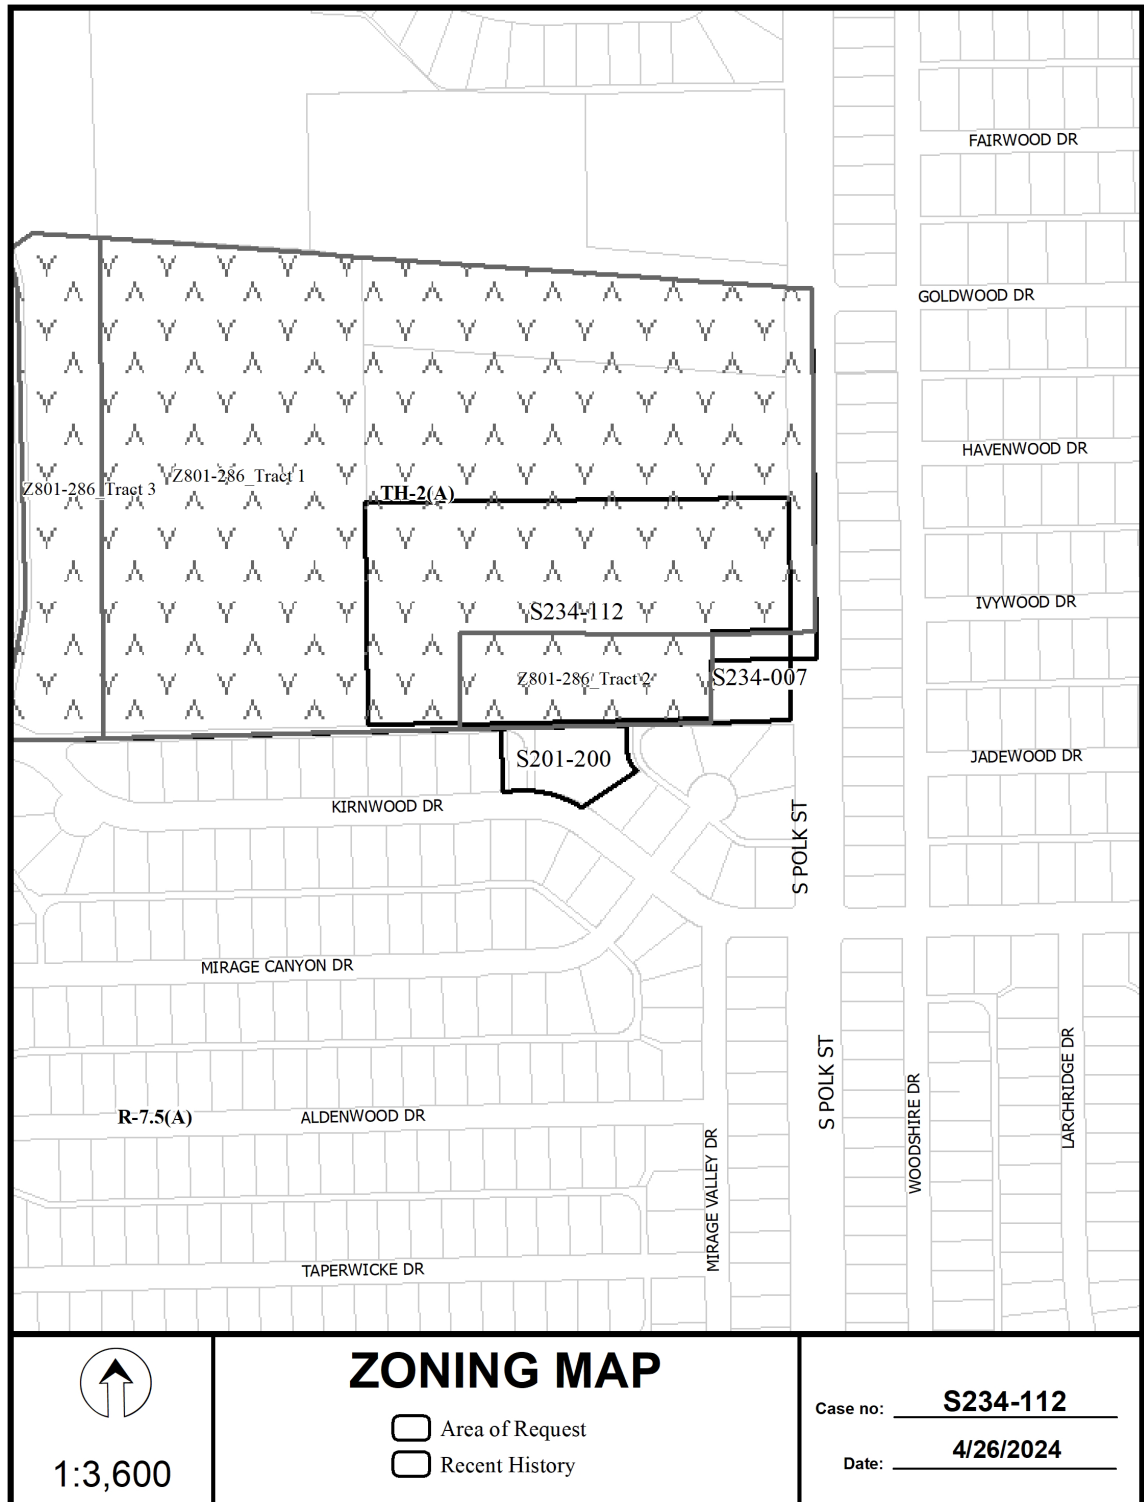 FAIRWOOD DR
GOLDWOOD DR
HAVENWOOD DR
Z801-286_Tract 1
Z801-286_Tract 3
TH-2(A)
IVYWOOD DR
S234-112
Z801-286_Tract 2
S234-007
S201-200
JADEWOOD DR
KIRNWOOD DR
S POLK ST
MIRAGE CANYON DR
S POLK ST
LARCHRIDGE DR
WOODSHIRE DR
R-7.5(A)
ALDENWOOD DR
MIRAGE VALLEY DR
TAPERWICKE DR
1:3,600
ZONING MAP
Area of Request
Recent History
Case no: S234-112
Date: 4/26/2024